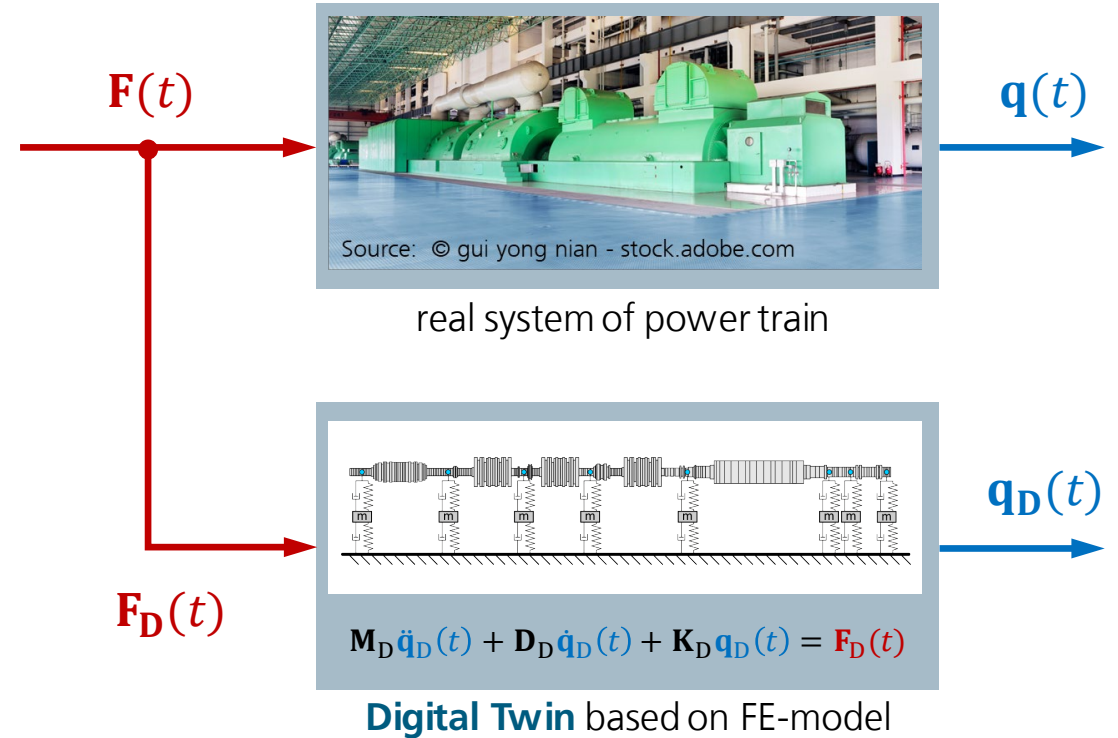 F(t)
q(t)
Source: © gui yong nian - stock.adobe.com
real system of power train
m m m m m m m m
q_D(t)
F_D(t)
M_D q̈_D(t) + D_D q̇_D(t) + K_D q_D(t) = F_D(t)
Digital Twin based on FE-model